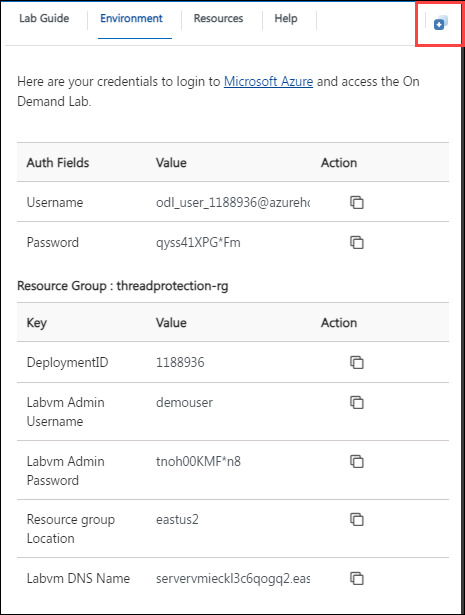 Lab Guide Environment Resources Help
Here are your credentials to login to Microsoft Azure and access the On
Demand Lab.
Auth Fields Value Action
Username odl_user_1188936@azureho
Password qyss41XPG*Fm
Resource Group : threadprotection-rg
Key Value Action
DeploymentID 1188936
Labvm Admin
Username demouser
Labvm Admin
Password tnoh00KMF*n8
Resource group
Location eastus2
Labvm DNS Name servervmieckl3c6qogq2.eas